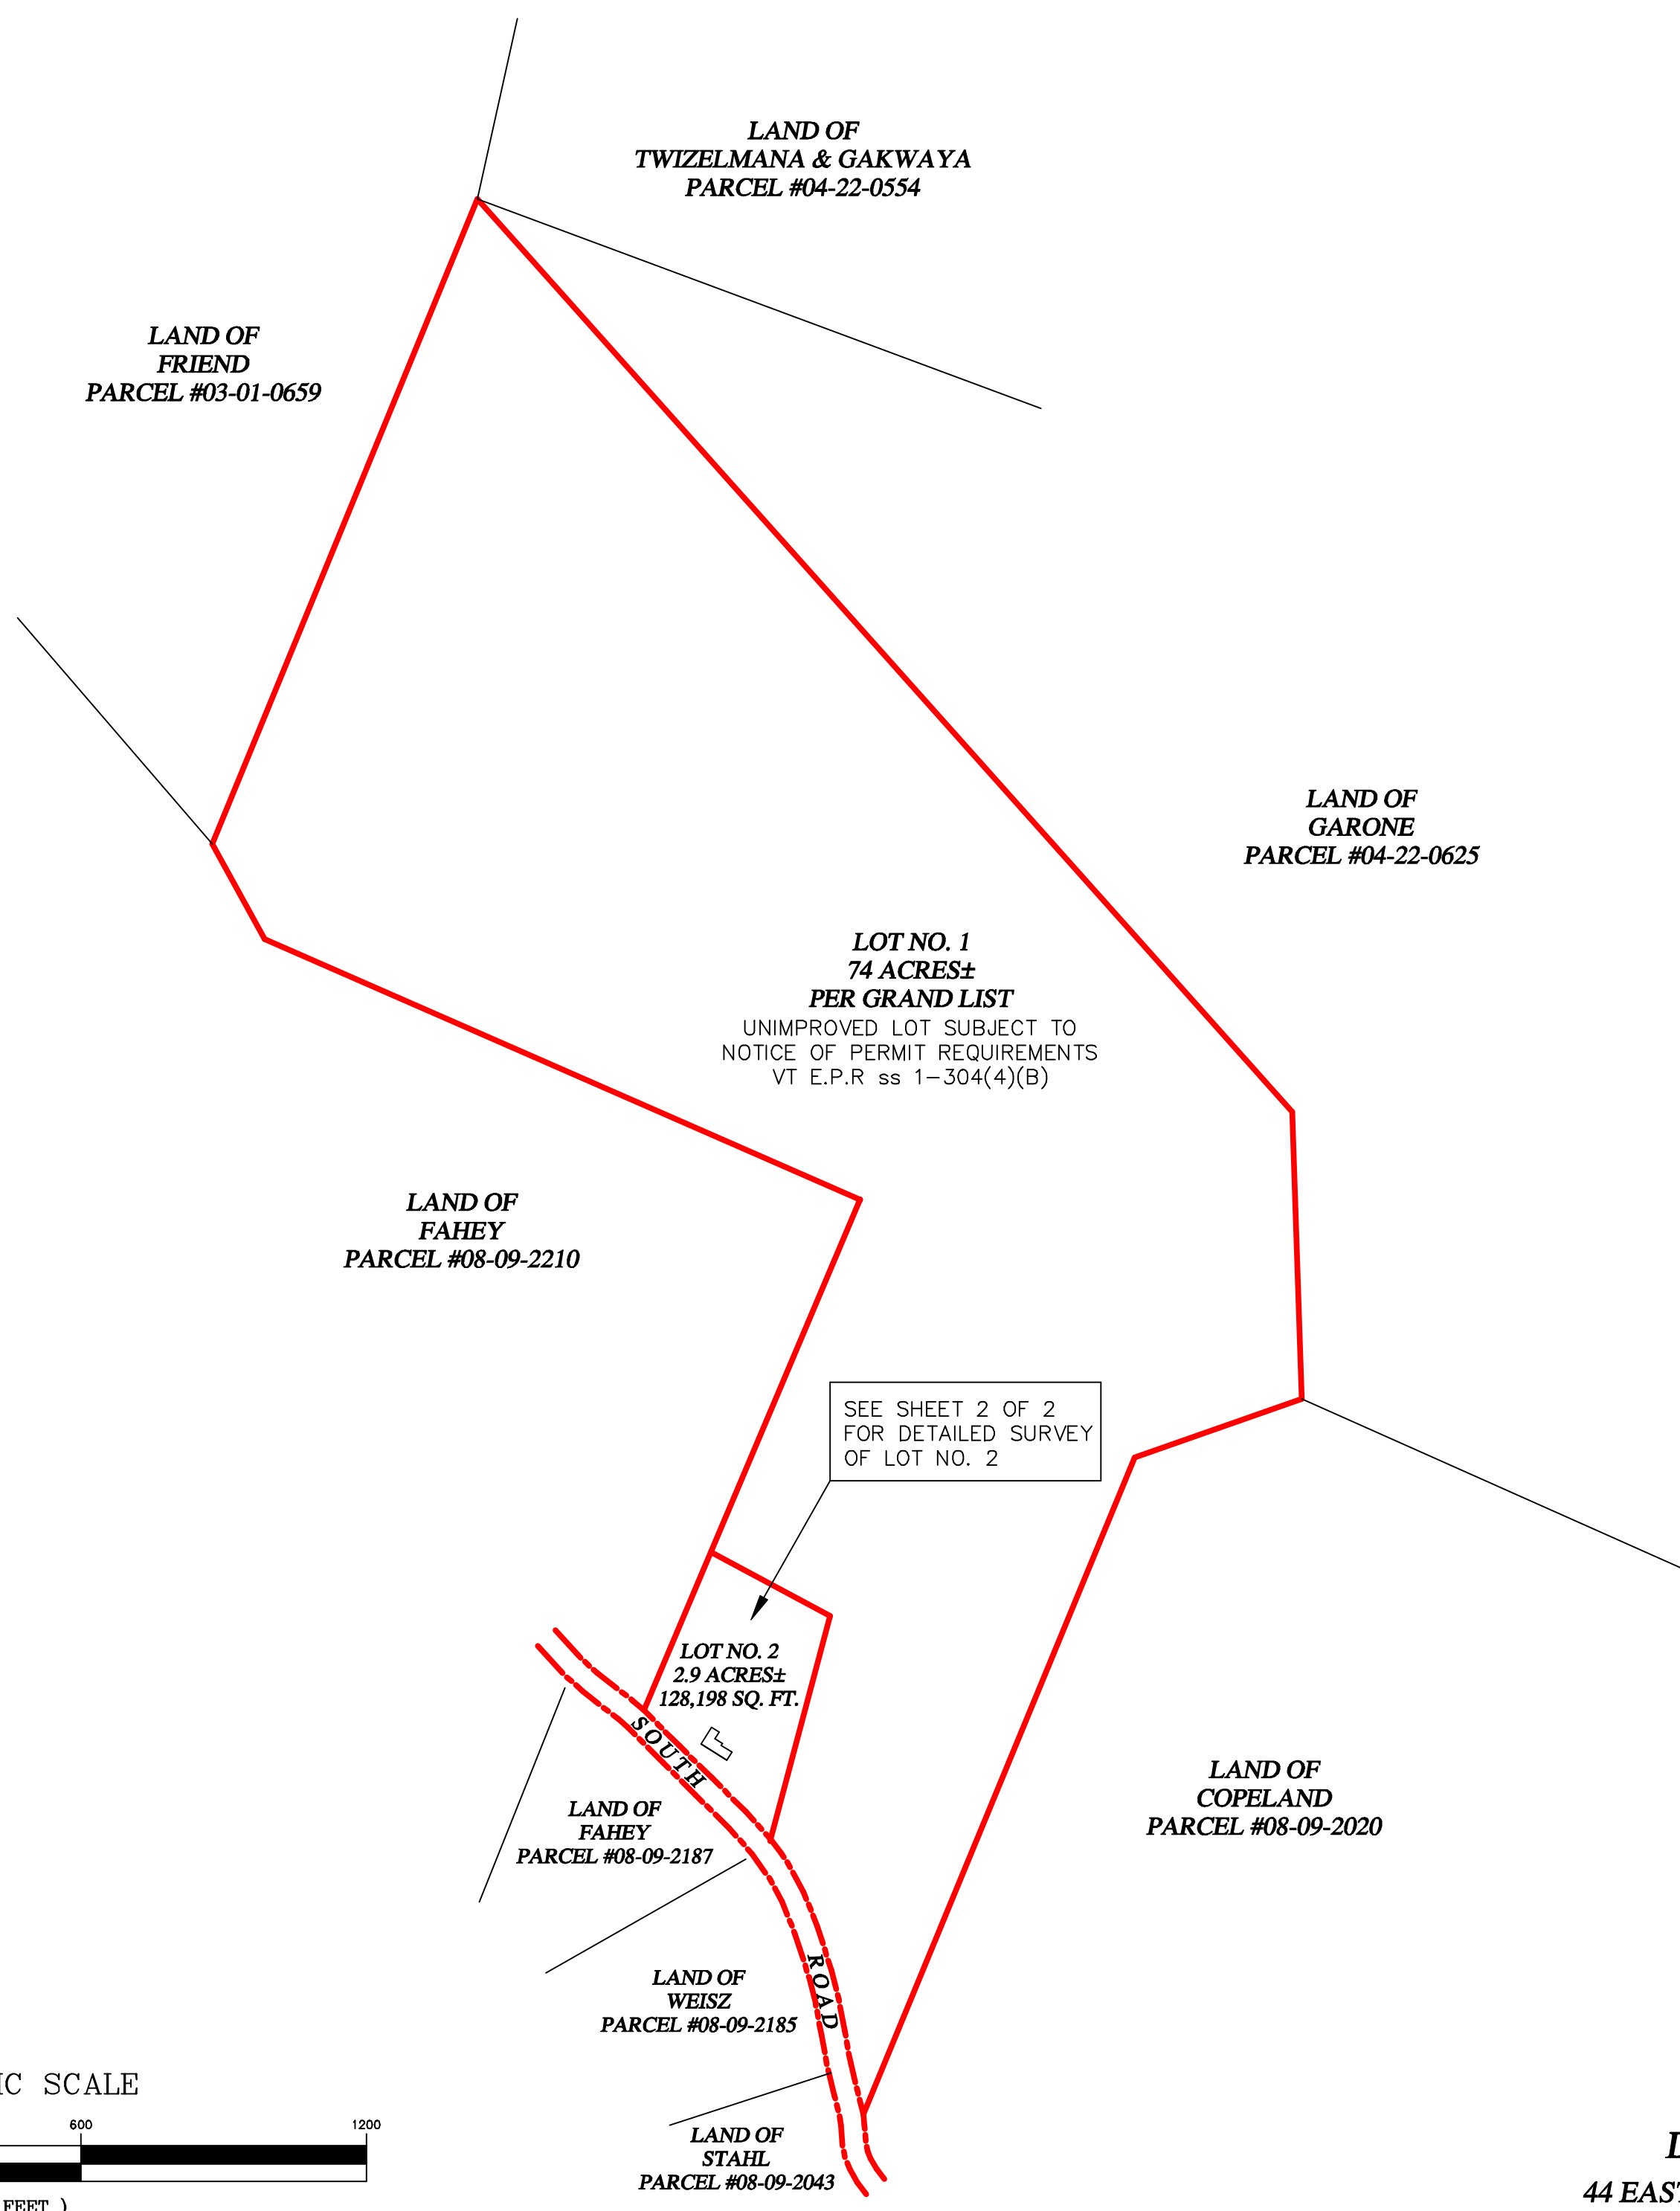 LAND OF
TWIZELMANA & GAKWAYA
PARCEL #04-22-0554
LAND OF
FRIEND
PARCEL #03-01-0659
LAND OF
GARONE
PARCEL #04-22-0625
LOT NO. 1
74 ACRES±
PER GRAND LIST
UNIMPROVED LOT SUBJECT TO
NOTICE OF PERMIT REQUIREMENTS
VT E.P.R ss 1-304(4)(B)
LAND OF
FAHEY
PARCEL #08-09-2210
SEE SHEET 2 OF 2
FOR DETAILED SURVEY
OF LOT NO. 2
LOT NO. 2
2.9 ACRES±
128,198 SQ. FT.
SOUTH
ROAD
LAND OF
FAHEY
PARCEL #08-09-2187
LAND OF
COPELAND
PARCEL #08-09-2020
LAND OF
WEISZ
PARCEL #08-09-2185
LAND OF
STAHL
PARCEL #08-09-2043
SCALE
600 1200
FEET )
44 EAST